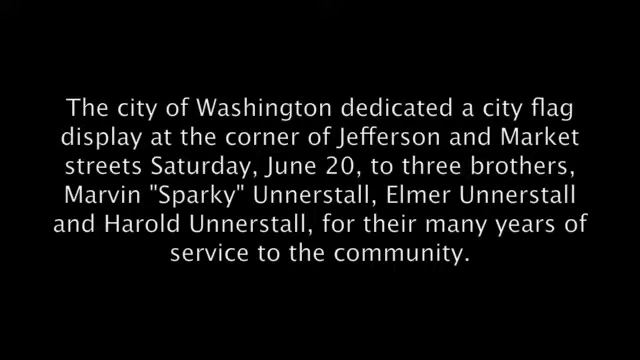 The city of Washington dedicated a city flag
display at the corner of Jefferson and Market
streets Saturday, June 20, to three brothers,
Marvin "Sparky" Unnerstall, Elmer Unnerstall
and Harold Unnerstall, for their many years of
service to the community.